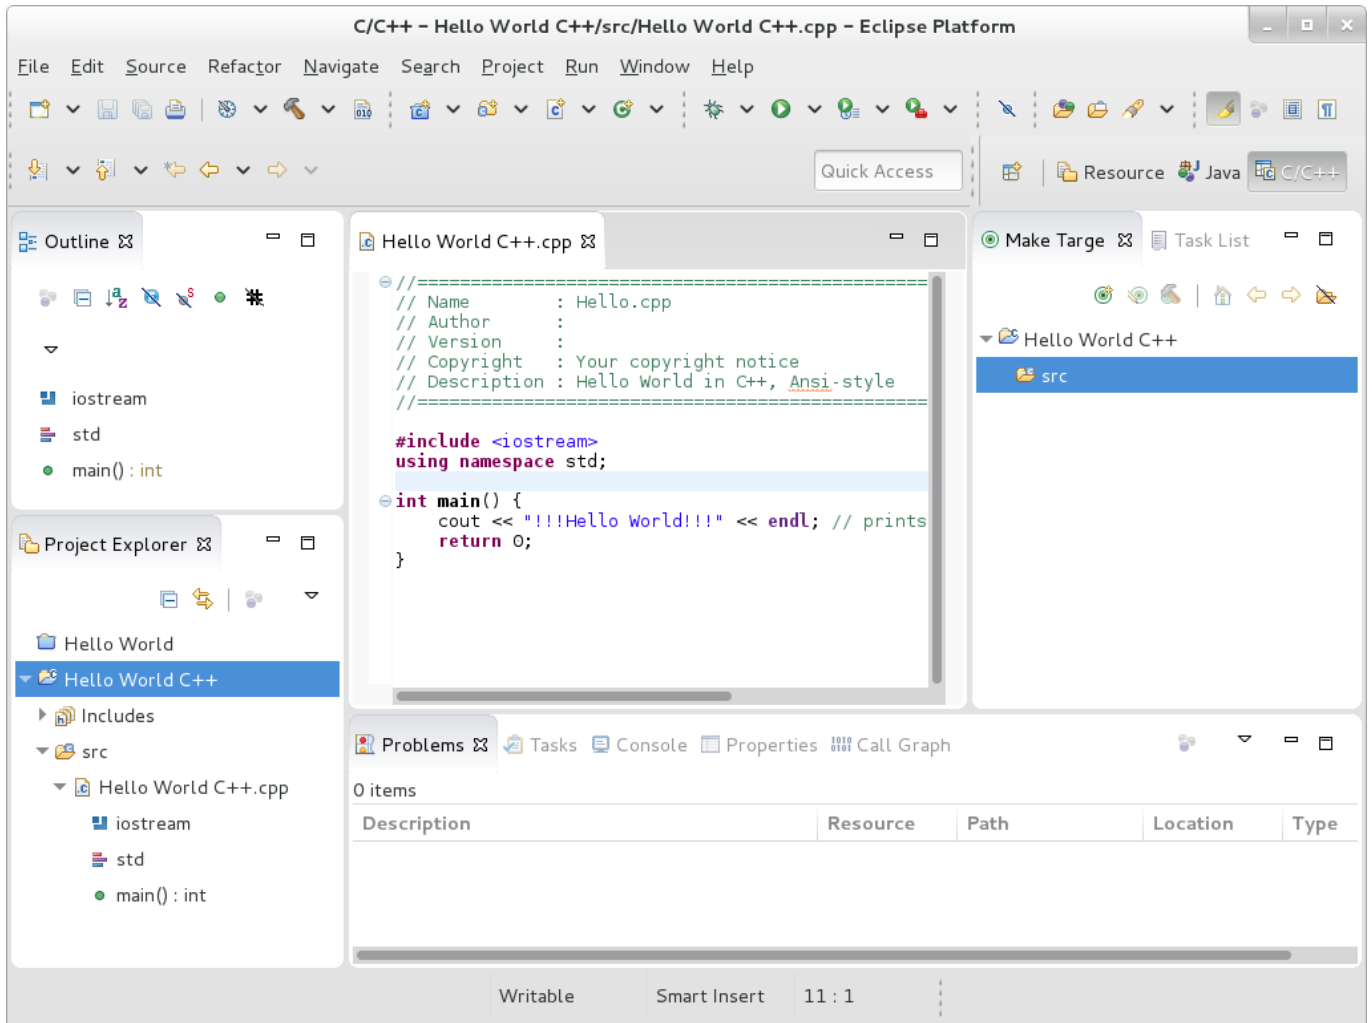 C/C++ – Hello World C++/src/Hello World C++.cpp – Eclipse Platform
File Edit Source Refactor Navigate Search Project Run Window Help
Quick Access
Resource Java C/C++
Outline
iostream
std
main() : int
Project Explorer
Hello World
Hello World C++
Includes
src
Hello World C++.cpp
iostream
std
main() : int
Hello World C++.cpp
//================================================
// Name        : Hello.cpp
// Author      :
// Version     :
// Copyright   : Your copyright notice
// Description : Hello World in C++, Ansi-style
//================================================
#include <iostream>
using namespace std;
int main() {
    cout << "!!!Hello World!!!" << endl; // prints
    return 0;
}
Make Targe Task List
Hello World C++
src
Problems Tasks Console Properties Call Graph
0 items
Description Resource Path Location Type
Writable Smart Insert 11 : 1